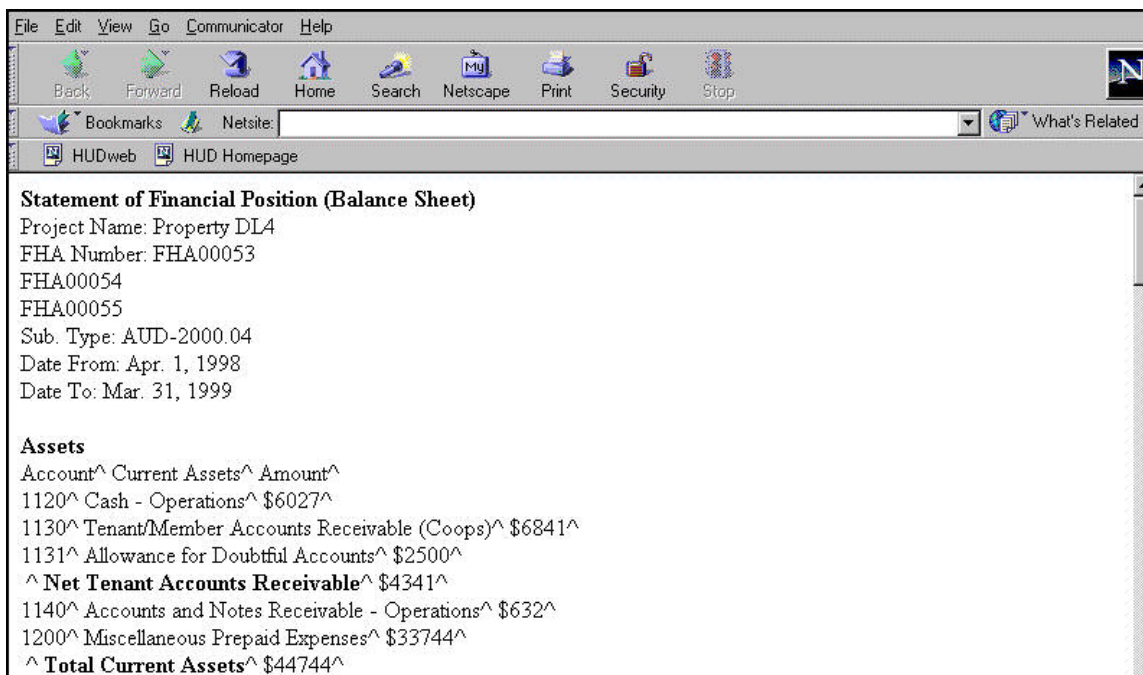 File Edit View Go Communicator Help
Back Forward Reload Home Search My Netscape Print Security Stop N
Bookmarks Netsite: What's Related
HUDweb HUD Homepage
Statement of Financial Position (Balance Sheet)
Project Name: Property DL4
FHA Number: FHA00053
FHA00054
FHA00055
Sub. Type: AUD-2000.04
Date From: Apr. 1, 1998
Date To: Mar. 31, 1999
Assets
Account^ Current Assets^ Amount^
1120^ Cash - Operations^ $6027^
1130^ Tenant/Member Accounts Receivable (Coops)^ $6841^
1131^ Allowance for Doubtful Accounts^ $2500^
^ Net Tenant Accounts Receivable^ $4341^
1140^ Accounts and Notes Receivable - Operations^ $632^
1200^ Miscellaneous Prepaid Expenses^ $33744^
^ Total Current Assets^ $44744^